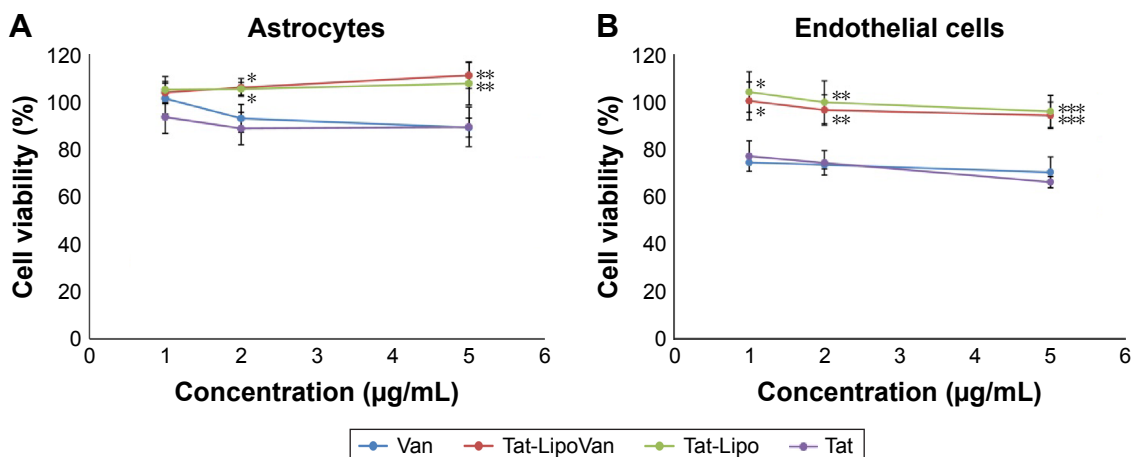 A Astrocytes
120
100
80
60
40
20
0
Cell viability (%)
*
*
**
**
0 1 2 3 4 5 6
Concentration (µg/mL)
B Endothelial cells
120
100
80
60
40
20
0
Cell viability (%)
*
*
**
**
***
***
0 1 2 3 4 5 6
Concentration (µg/mL)
Van Tat-LipoVan Tat-Lipo Tat